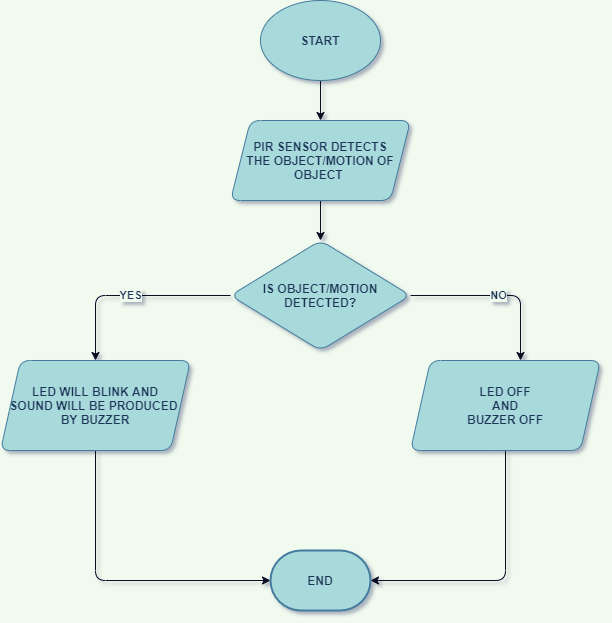 START
PIR SENSOR DETECTS
THE OBJECT/MOTION OF
OBJECT
IS OBJECT/MOTION
DETECTED?
YES
NO
LED WILL BLINK AND
SOUND WILL BE PRODUCED
BY BUZZER
LED OFF
AND
BUZZER OFF
END